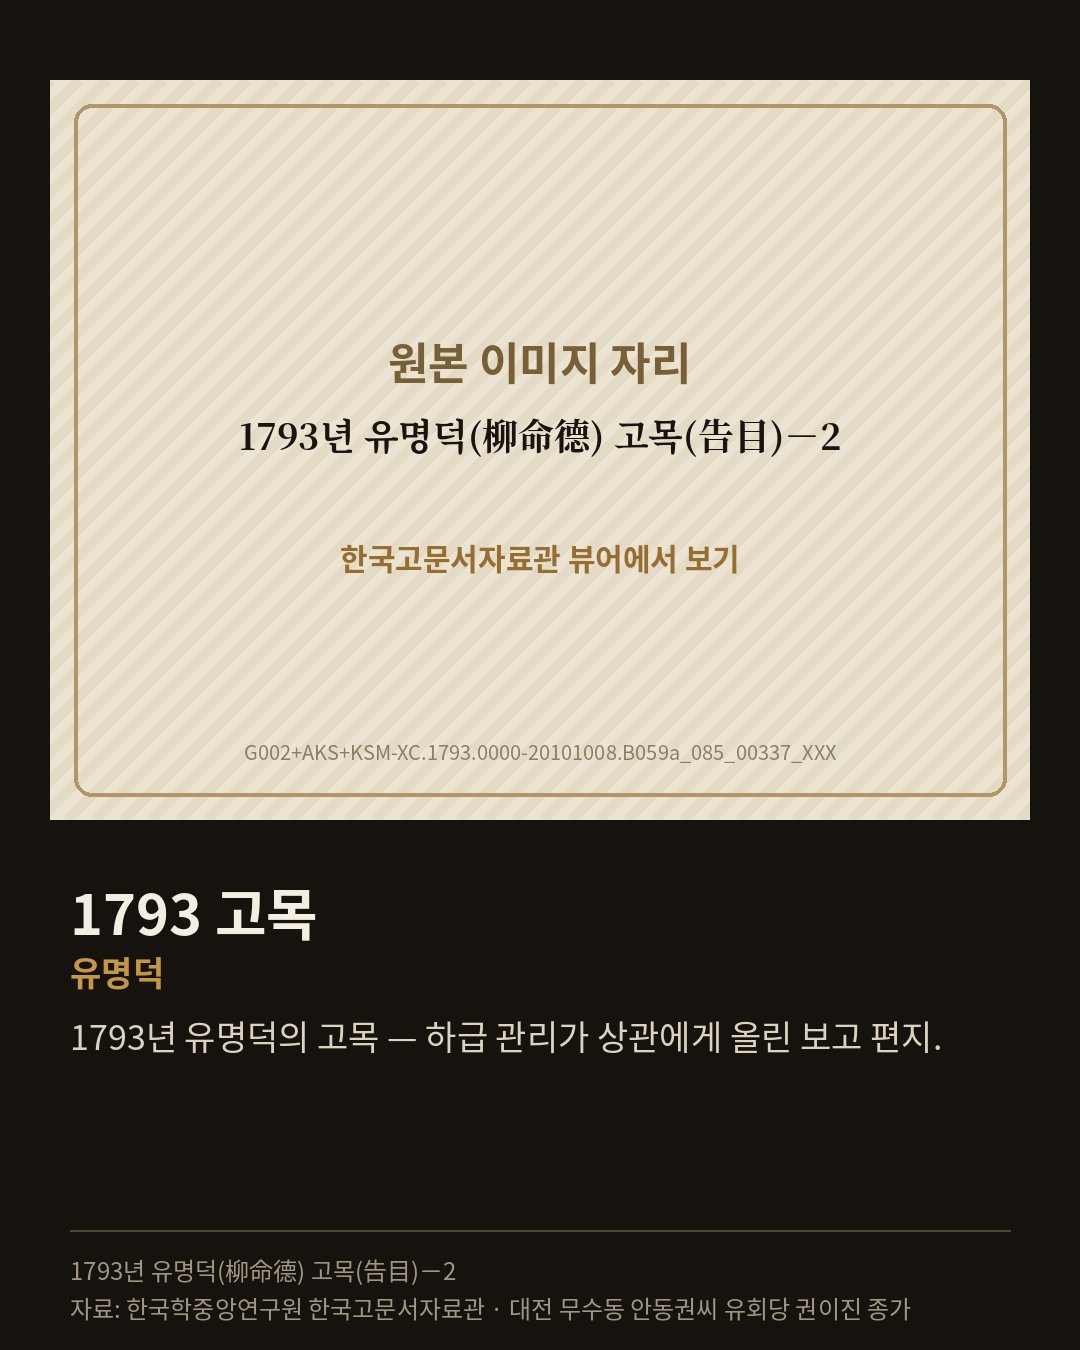 원본 이미지 자리
1793년 유명덕(柳命德) 고목(告目)－2
한국고문서자료관 뷰어에서 보기
G002+AKS+KSM-XC.1793.0000-20101008.B059a_085_00337_XXX
1793 고목
유명덕
1793년 유명덕의 고목 — 하급 관리가 상관에게 올린 보고 편지.
1793년 유명덕(柳命德) 고목(告目)－2
자료: 한국학중앙연구원 한국고문서자료관 · 대전 무수동 안동권씨 유회당 권이진 종가